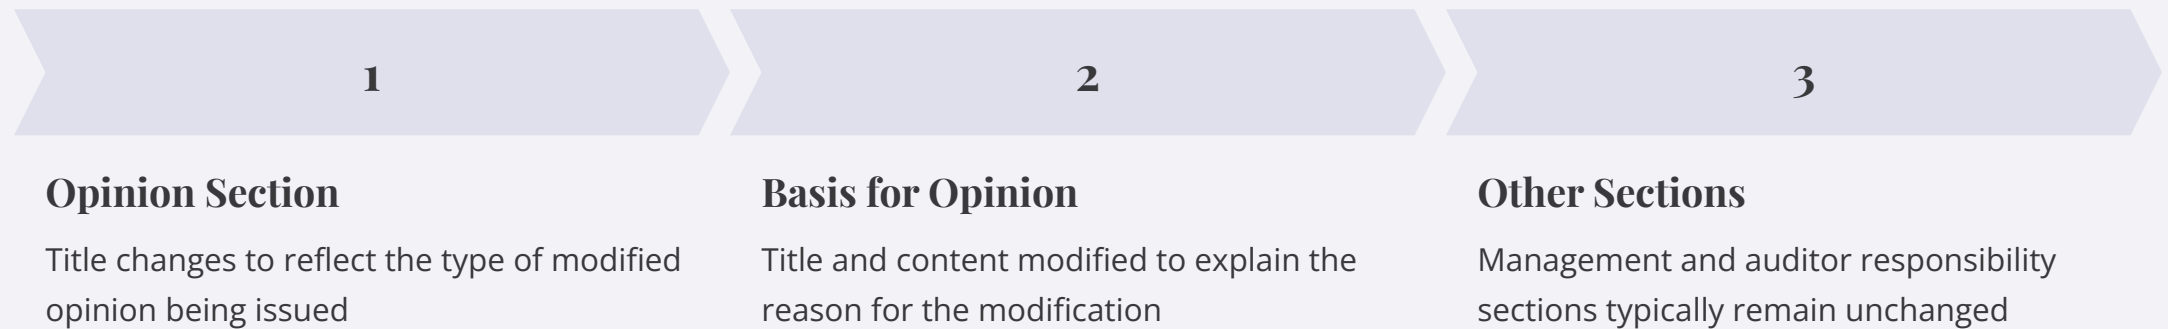 1
2
3
Opinion Section
Title changes to reflect the type of modified
opinion being issued
Basis for Opinion
Title and content modified to explain the
reason for the modification
Other Sections
Management and auditor responsibility
sections typically remain unchanged